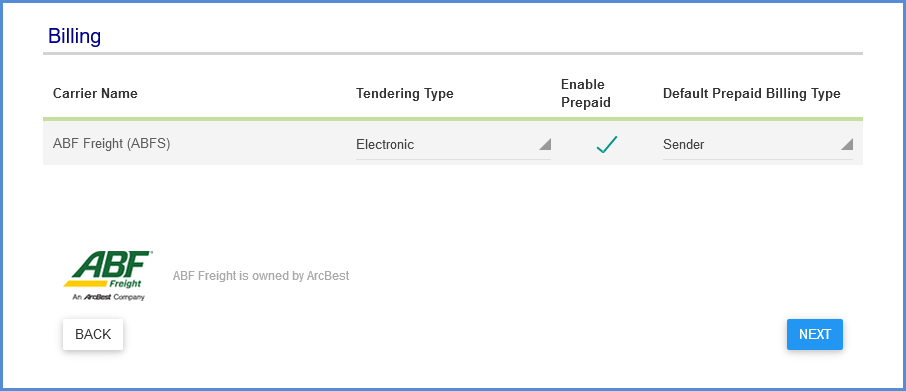 Billing
Carrier Name Tendering Type Enable Prepaid Default Prepaid Billing Type
ABF Freight (ABFS) Electronic Sender
ABF
Freight
An ArcBest Company
ABF Freight is owned by ArcBest
BACK NEXT